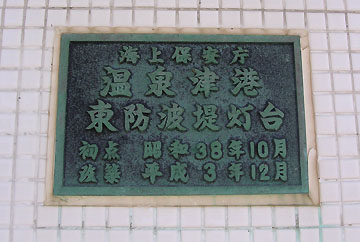 海上保安庁
温泉津港
東防波堤灯台
初点 昭和38年10月
改築 平成3年12月